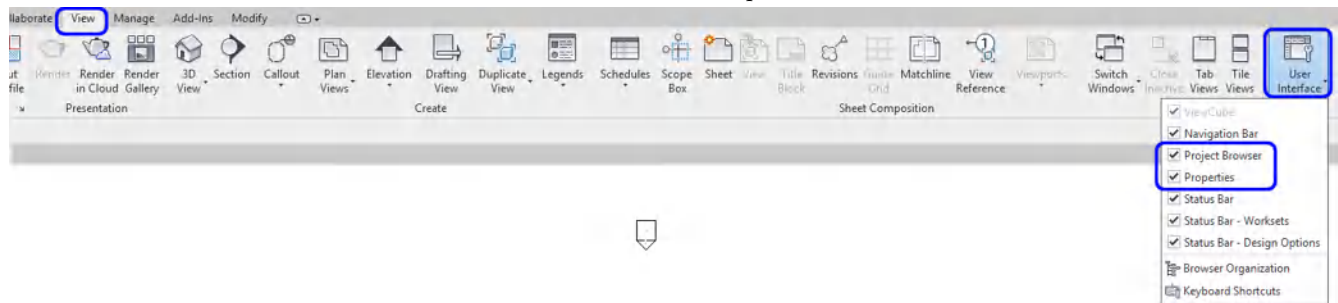 llaborate View Manage Add-Ins Modify
ut Render Render Render 3D Section Callout Plan Elevation Drafting Duplicate Legends Schedules Scope Sheet View Title Revisions Guide Matchline View Viewports Switch Close Tab Tile User
file in Cloud Gallery View Views View View Box Block Grid Reference Windows Inactive Views Views Interface
Presentation Create Sheet Composition
ViewCube
Navigation Bar
Project Browser
Properties
Status Bar
Status Bar - Worksets
Status Bar - Design Options
Browser Organization
Keyboard Shortcuts